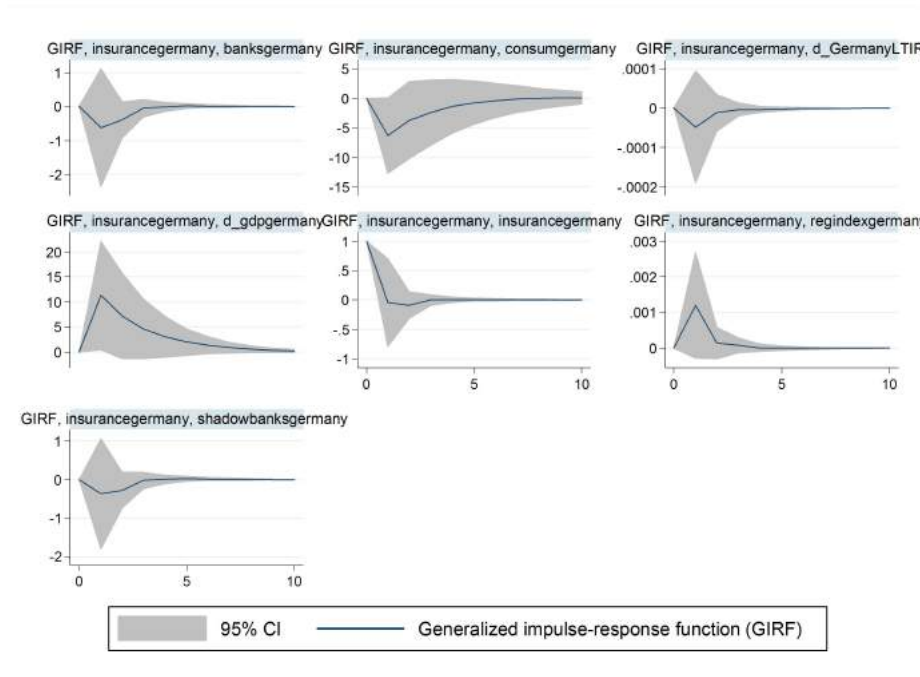 GIRF, insurancegermany, banksgermany
1
0
-1
-2
GIRF, insurancegermany, consumgermany
5
0
-5
-10
-15
GIRF, insurancegermany, d_GermanyLTIR
.0001
0
-.0001
-.0002
GIRF, insurancegermany, d_gdpgermany
20
15
10
5
0
GIRF, insurancegermany, insurancegermany
1
.5
0
-.5
-1
0 5 10
GIRF, insurancegermany, regindexgermany
.003
.002
.001
0
0 5 10
GIRF, insurancegermany, shadowbanksgermany
1
0
-1
-2
0 5 10
95% CI Generalized impulse-response function (GIRF)